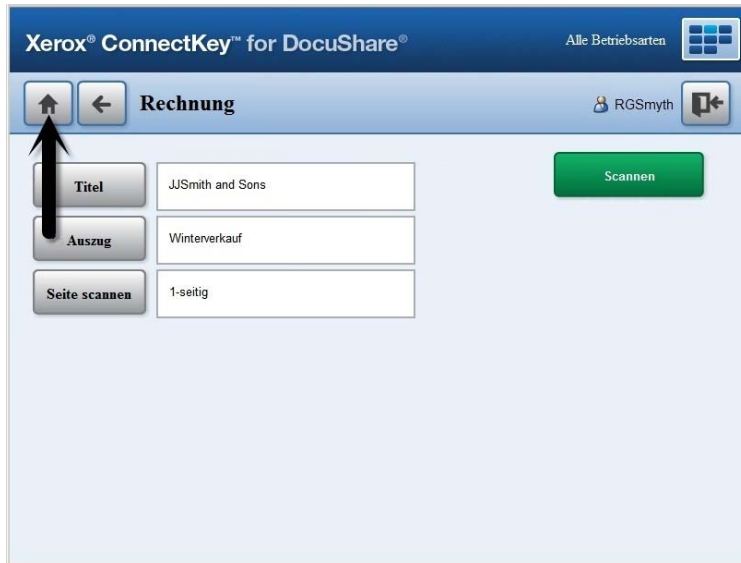 Xerox® ConnectKey™ for DocuShare®
Alle Betriebsarten
Rechnung
RGSmyth
Titel
JJSmith and Sons
Scannen
Auszug
Winterverkauf
Seite scannen
1-seitig